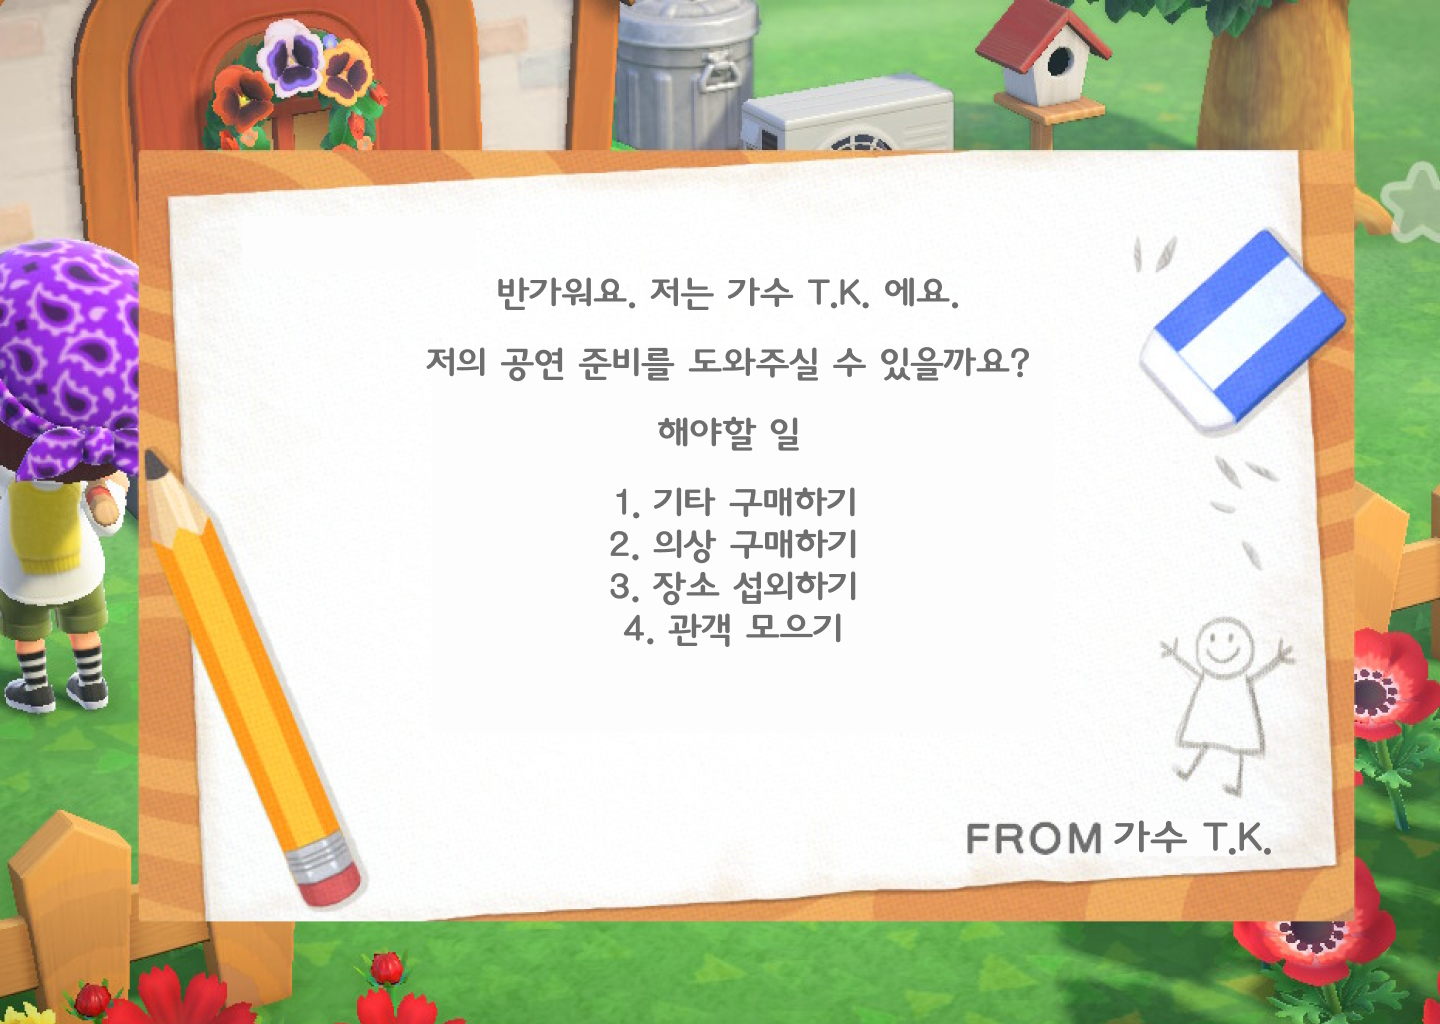 반가워요. 저는 가수 T.K. 에요.
저의 공연 준비를 도와주실 수 있을까요?
해야할 일
1. 기타 구매하기
2. 의상 구매하기
3. 장소 섭외하기
4. 관객 모으기
FROM 가수 T.K.